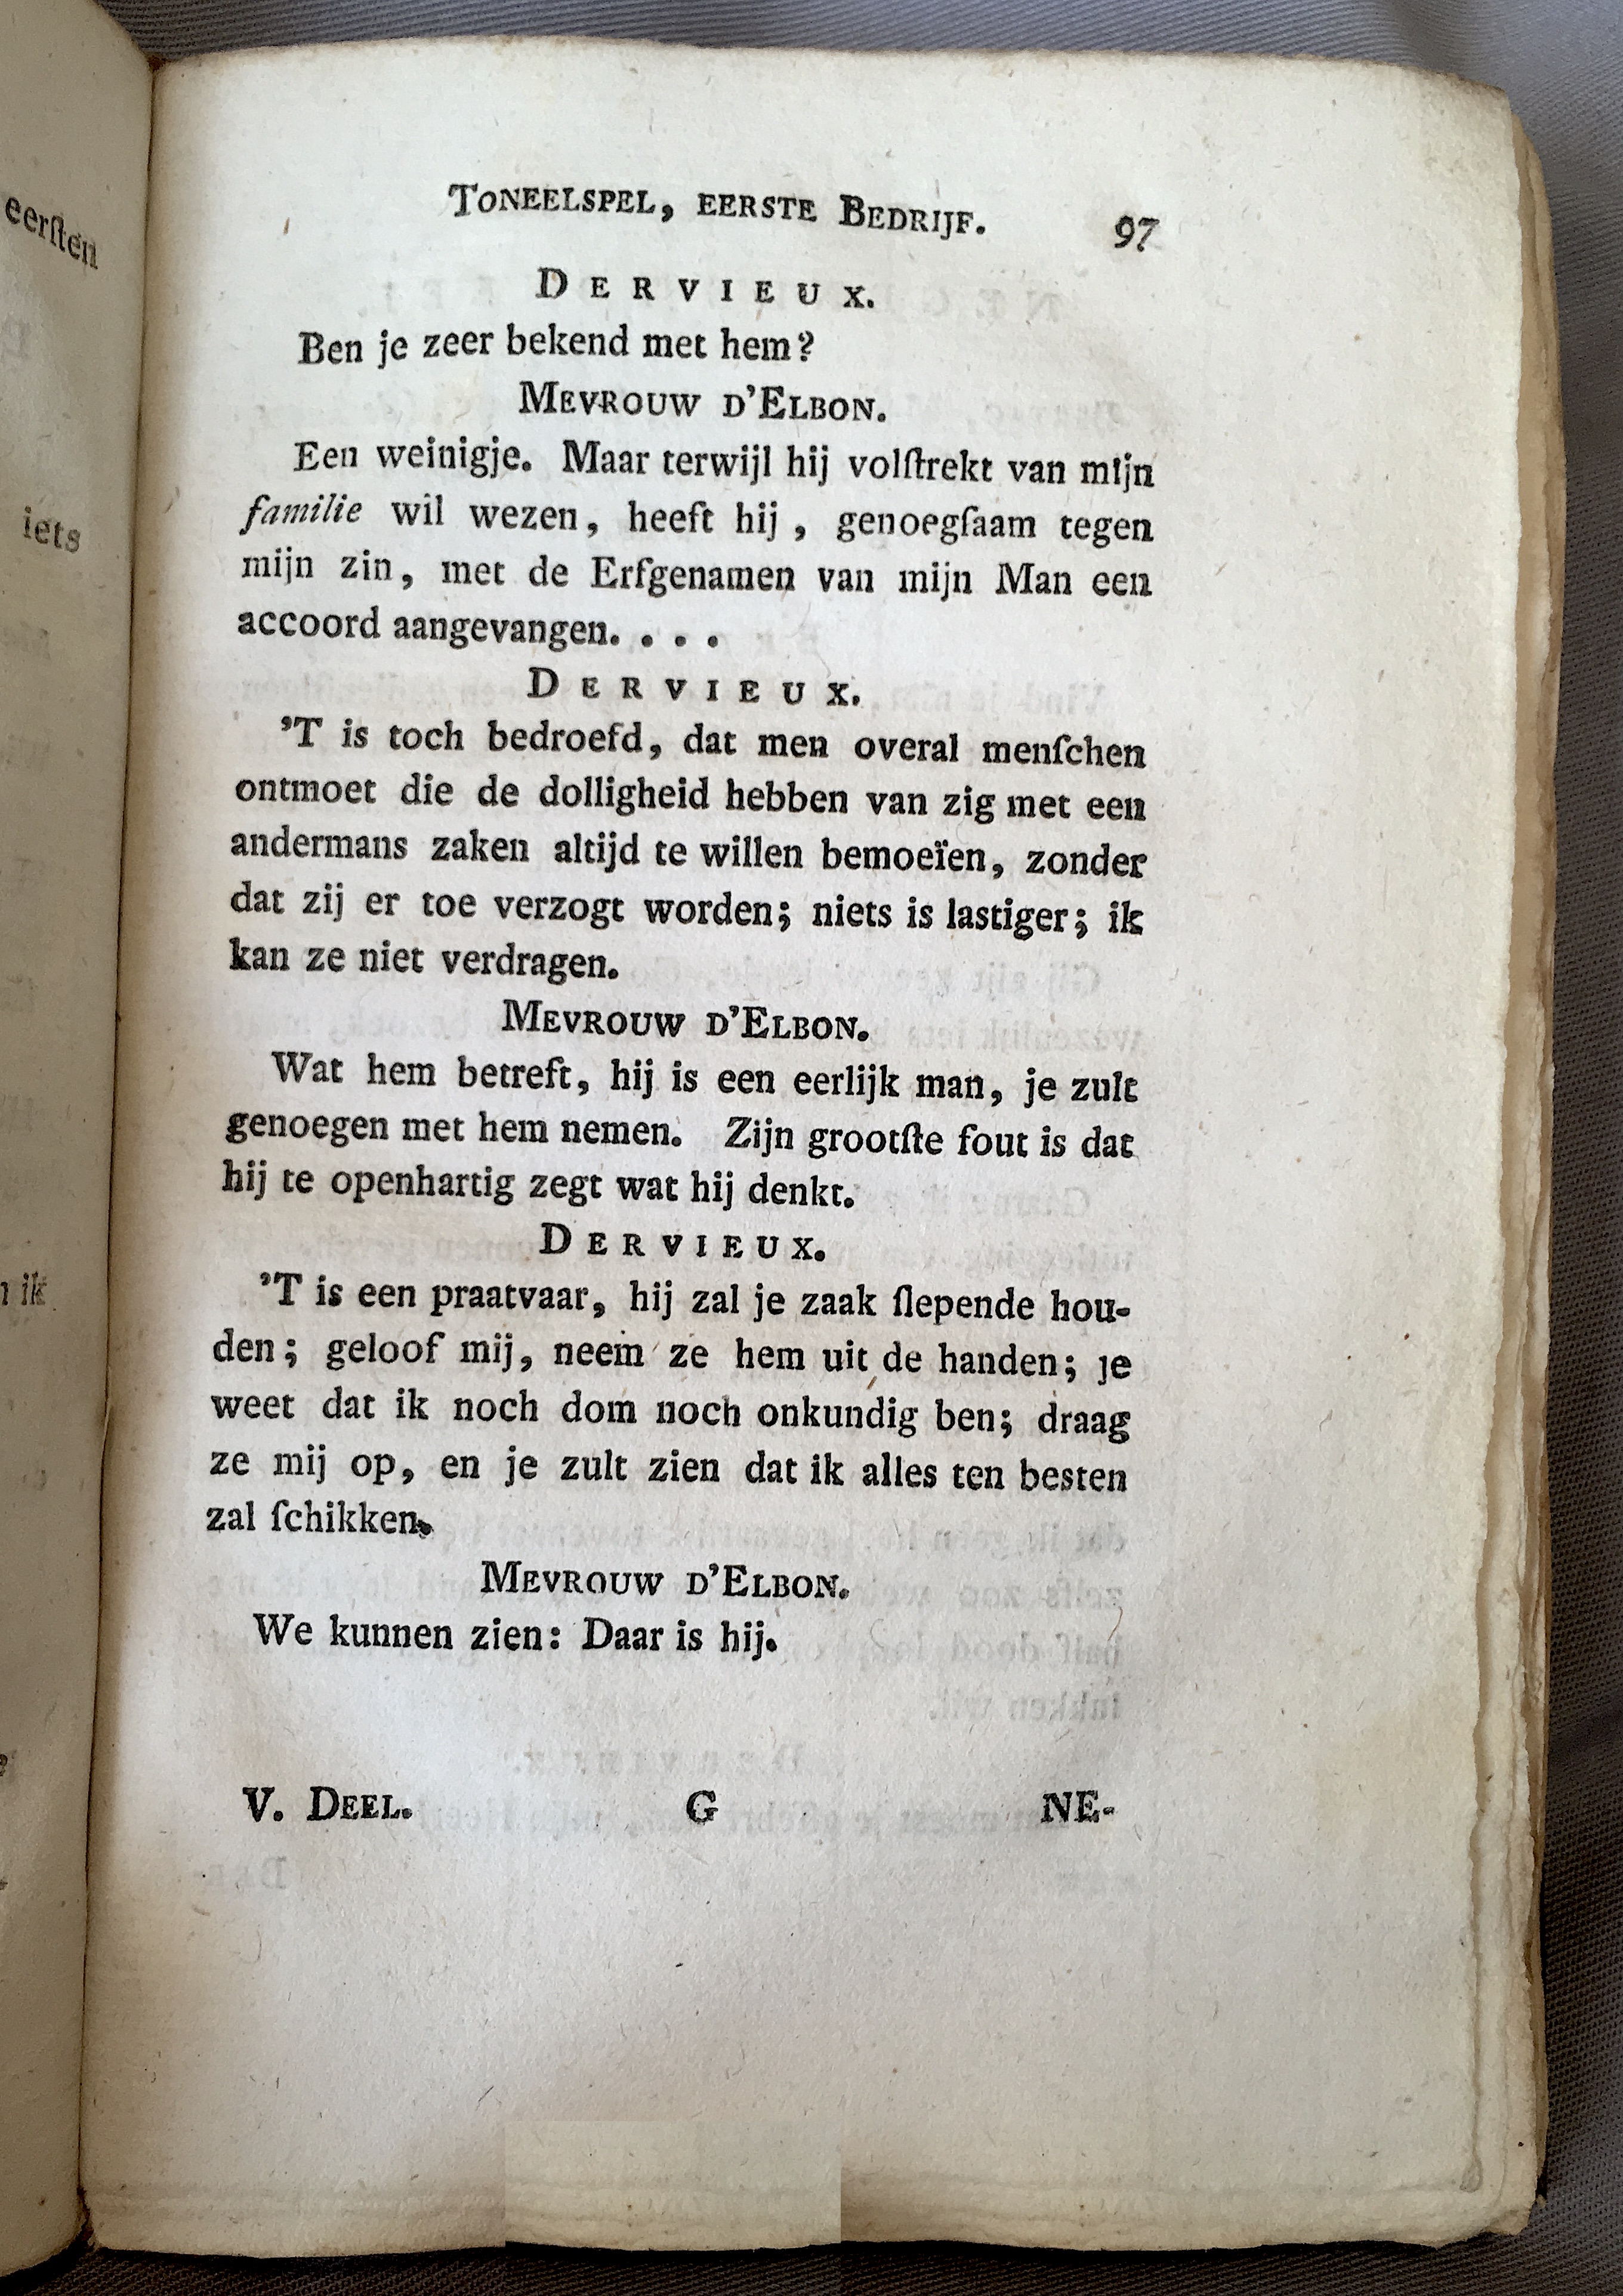 eerſten
iets
ik
TONEELSPEL, EERSTE BEDRIJF. 97
DERVIEUX.
Ben je zeer bekend met hem?
MEVROUW D'ELBON.
Een weinigje. Maar terwijl hij volſtrekt van mijn
familie wil wezen, heeft hij, genoegſaam tegen
mijn zin, met de Erfgenamen van mijn Man een
accoord aangevangen. . . .
DERVIEUX.
'T is toch bedroefd, dat men overal menſchen
ontmoet die de dolligheid hebben van zig met een
andermans zaken altijd te willen bemoeïen, zonder
dat zij er toe verzogt worden; niets is lastiger; ik
kan ze niet verdragen.
MEVROUW D'ELBON.
Wat hem betreft, hij is een eerlijk man, je zult
genoegen met hem nemen. Zijn grootſte fout is dat
hij te openhartig zegt wat hij denkt.
DERVIEUX.
'T is een praatvaar, hij zal je zaak ſlepende hou-
den; geloof mij, neem ze hem uit de handen; je
weet dat ik noch dom noch onkundig ben; draag
ze mij op, en je zult zien dat ik alles ten besten
zal ſchikken.
MEVROUW D'ELBON.
We kunnen zien: Daar is hij.
V. DEEL. G NE-